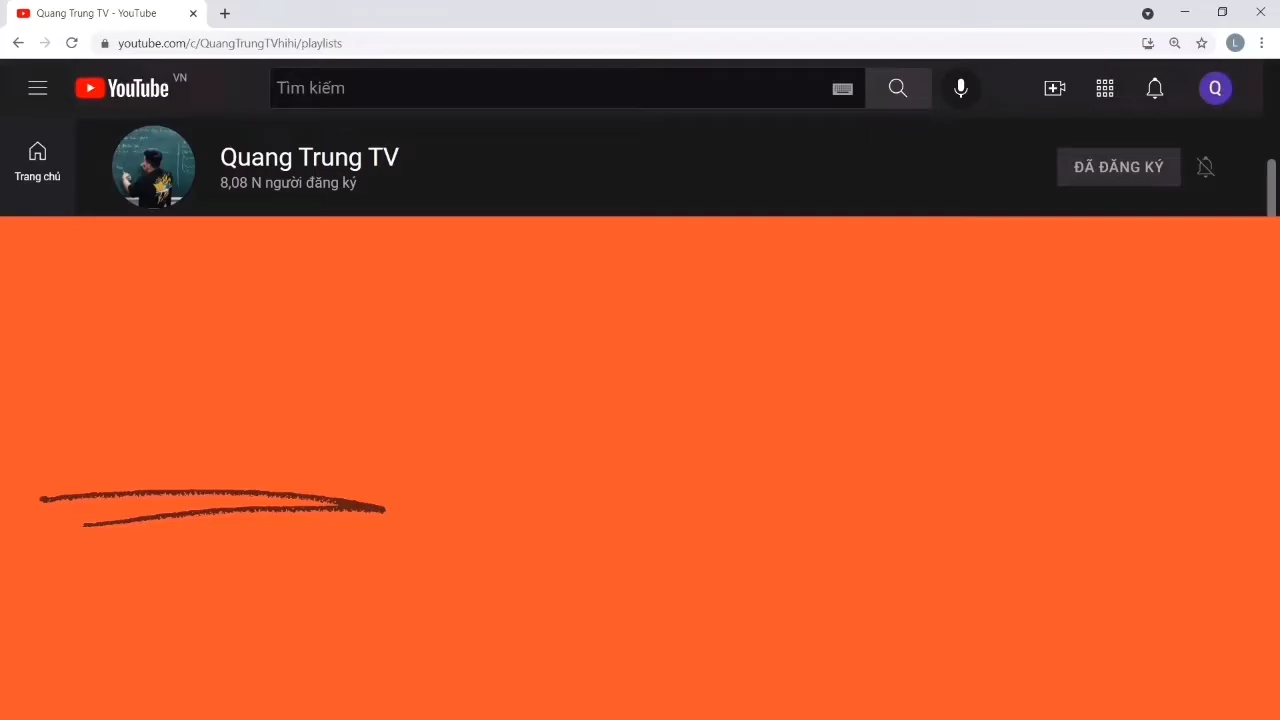 Quang Trung TV - YouTube
youtube.com/c/QuangTrungTVhihi/playlists
L
YouTube VN
Tìm kiếm
Q
Trang chủ
Quang Trung TV
8,08 N người đăng ký
ĐÃ ĐĂNG KÝ